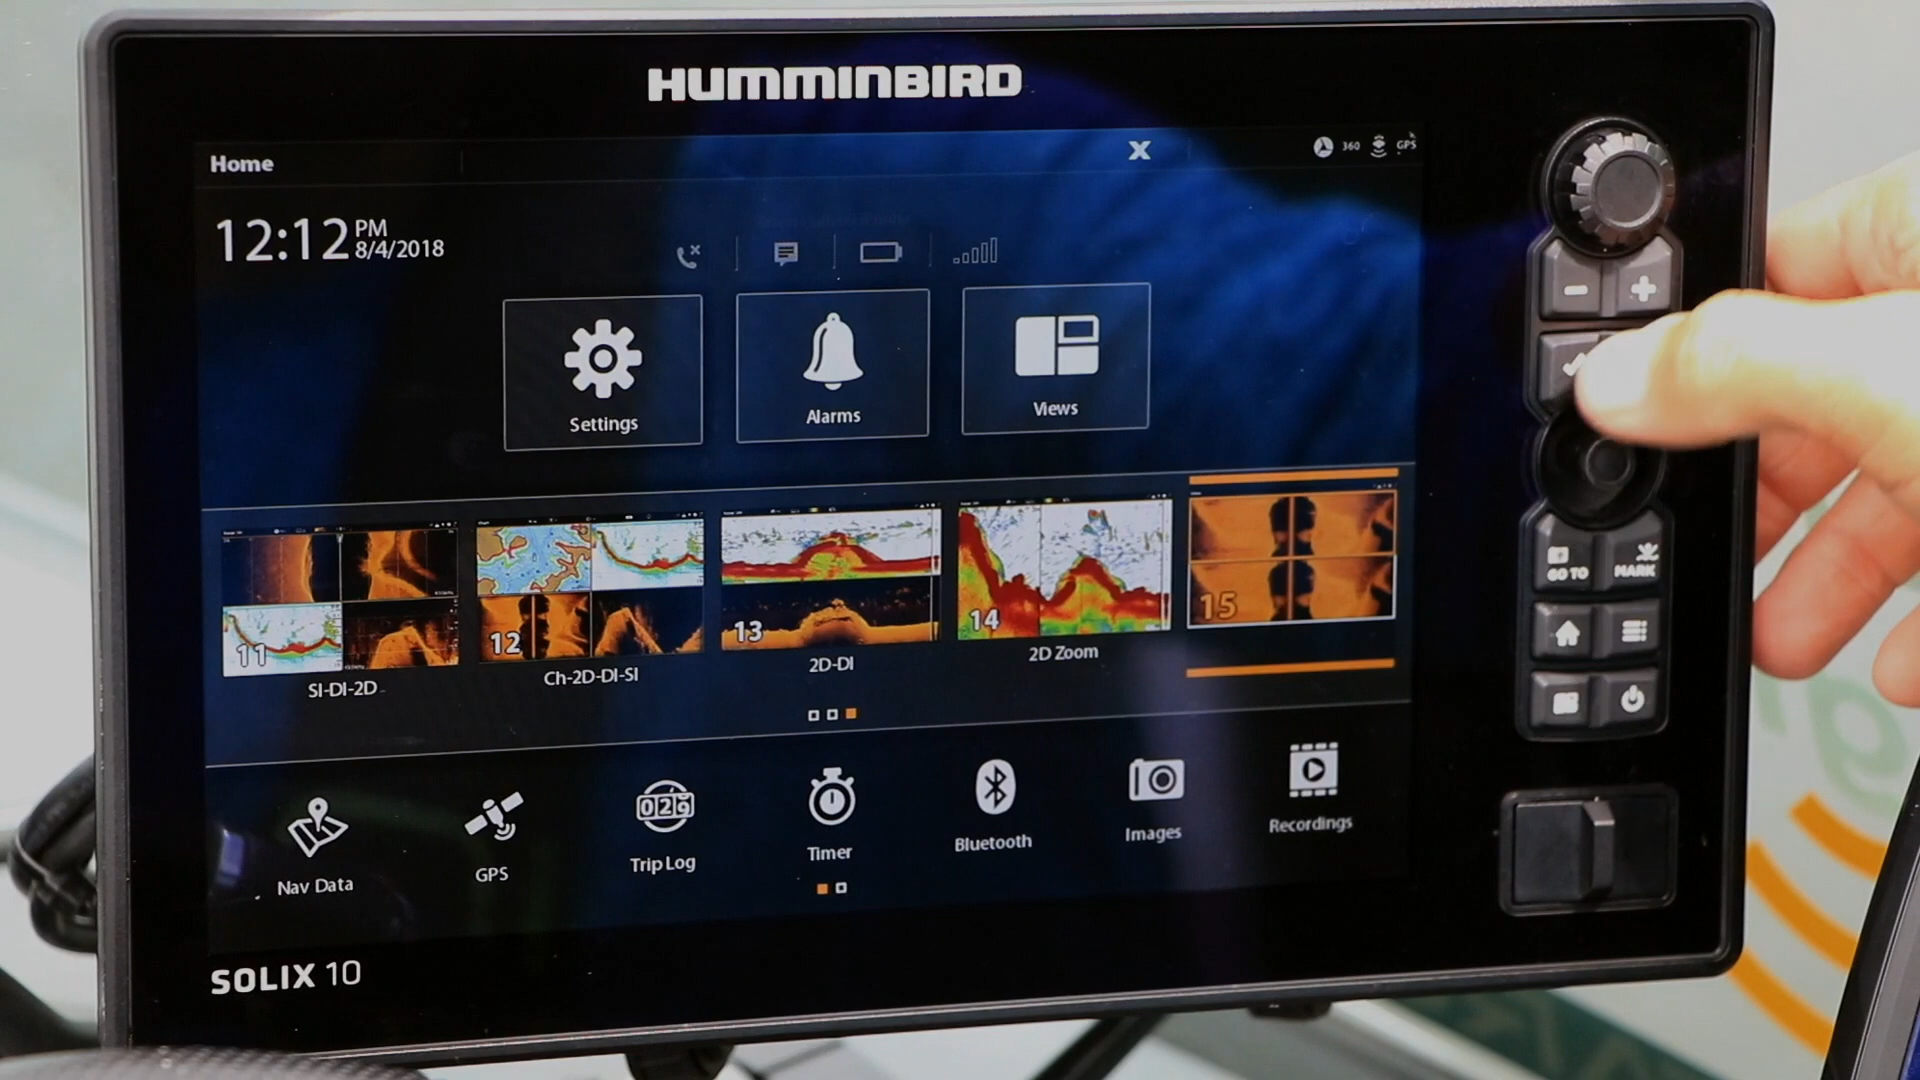 HUMMINBIRD
Home
X
360
GPS
12:12 PM
8/4/2018
Settings
Alarms
Views
11
12
13
14
15
SI-DI-2D
Ch-2D-DI-SI
2D-DI
2D Zoom
GO TO
MARK
029
Nav Data
GPS
Trip Log
Timer
Bluetooth
Images
Recordings
SOLIX 10